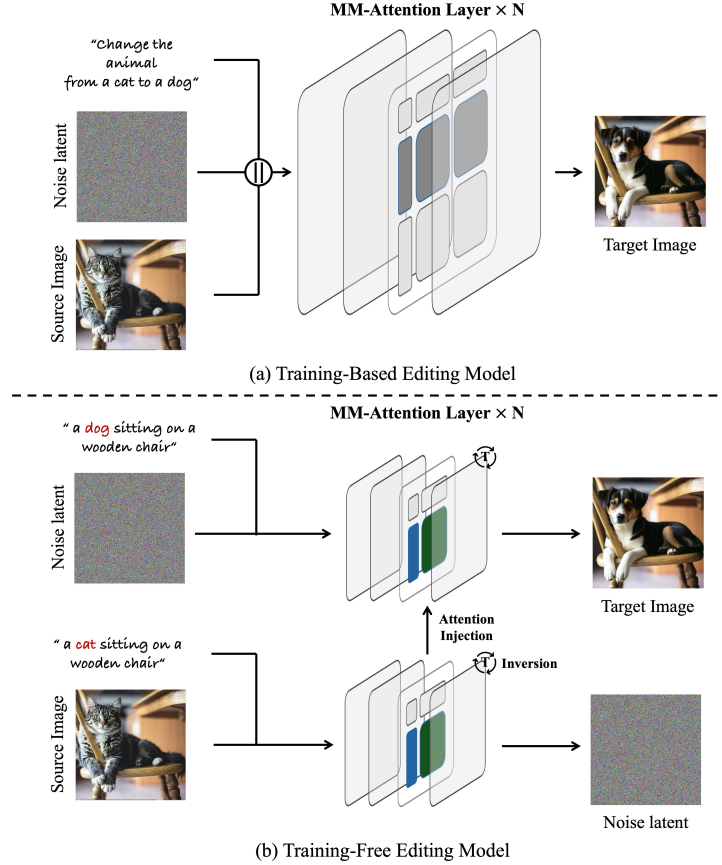 MM-Attention Layer × N
“Change the
animal
from a cat to a dog“
Noise latent
||
Source Image
Target Image
(a) Training-Based Editing Model
MM-Attention Layer × N
“ a dog sitting on a
wooden chair“
T
Noise latent
Target Image
Attention
Injection
“ a cat sitting on a
wooden chair“
T
Inversion
Source Image
Noise latent
(b) Training-Free Editing Model